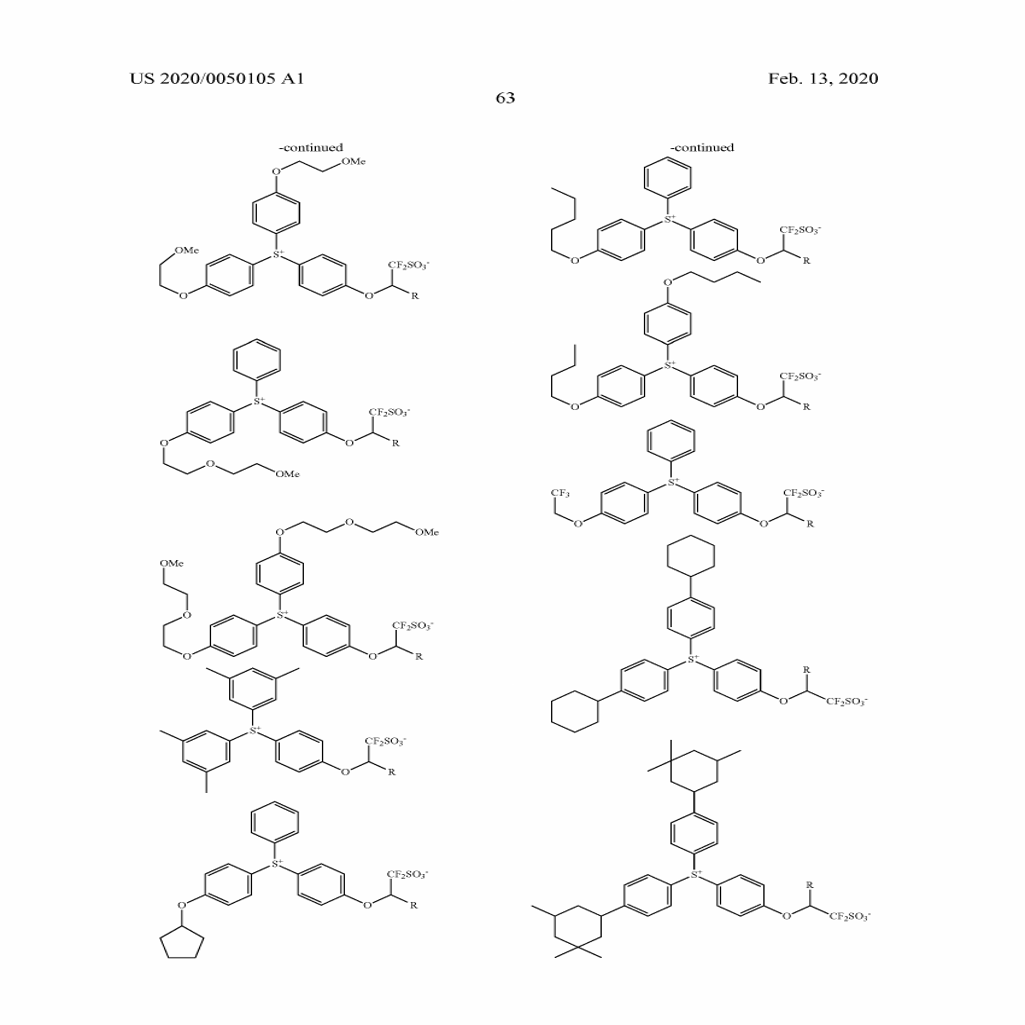 US 2020/0050105 A1
Feb. 13, 2020
63
-continued
O
OMe
S+
OMe
CF2SO3-
O
O
R
S+
CF2SO3-
O
O
R
O
OMe
O
O
OMe
OMe
O
S+
CF2SO3-
O
O
R
S+
CF2SO3-
O
R
S+
CF2SO3-
O
O
R
-continued
S+
CF2SO3-
O
O
R
O
S+
CF2SO3-
O
O
R
S+
CF3
CF2SO3-
O
O
R
S+
R
O
CF2SO3-
S+
R
O
CF2SO3-